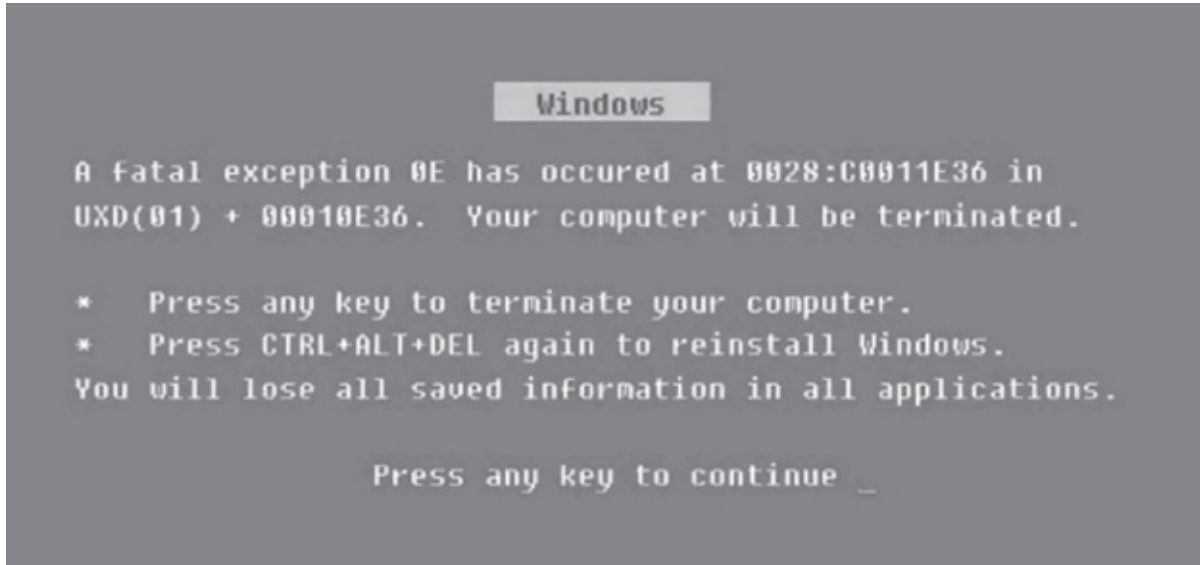 Windows
A fatal exception 0E has occured at 0028:C0011E36 in
UXD(01) + 00010E36. Your computer will be terminated.
* Press any key to terminate your computer.
* Press CTRL+ALT+DEL again to reinstall Windows.
You will lose all saved information in all applications.
Press any key to continue _